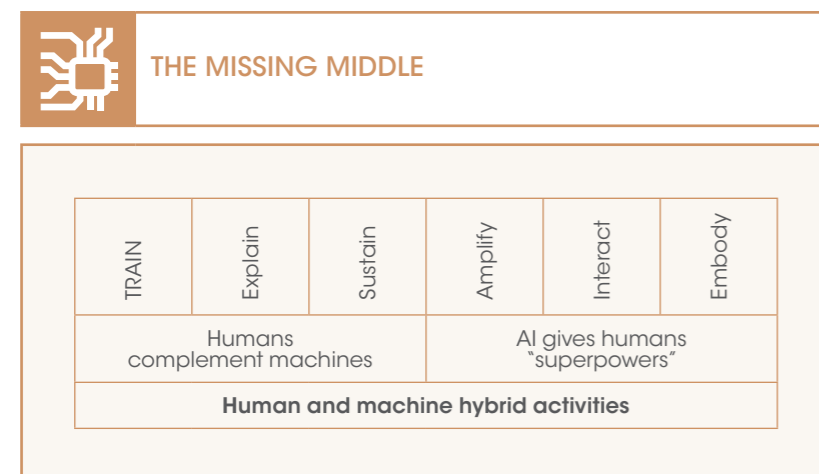 THE MISSING MIDDLE
TRAIN
Explain
Sustain
Amplify
Interact
Embody
Humans
complement machines
AI gives humans
“superpowers”
Human and machine hybrid activities